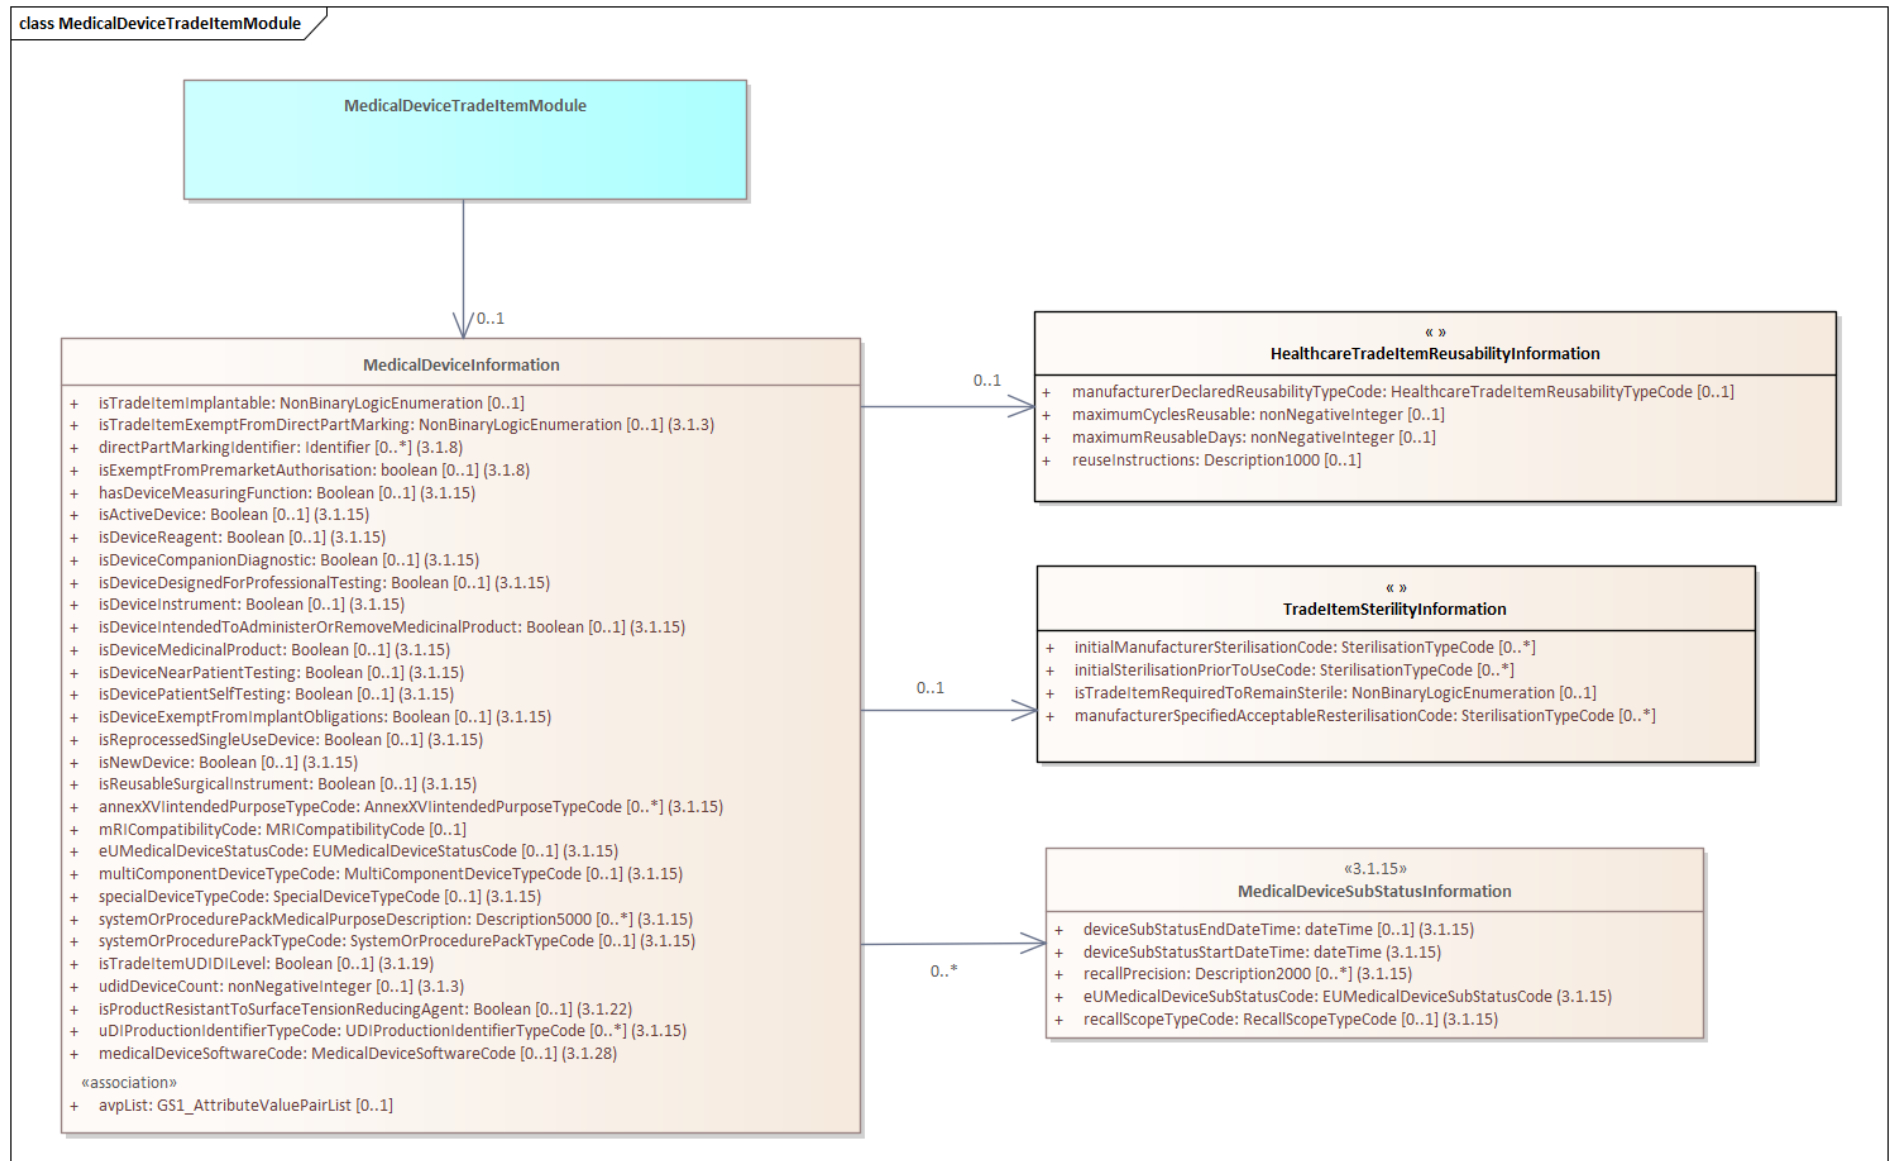 class MedicalDeviceTradeItemModule
MedicalDeviceTradeItemModule
0..1
MedicalDeviceInformation
+ isTradeItemImplantable: NonBinaryLogicEnumeration [0..1]
+ isTradeItemExemptFromDirectPartMarking: NonBinaryLogicEnumeration [0..1] (3.1.3)
+ directPartMarkingIdentifier: Identifier [0..*] (3.1.8)
+ isExemptFromPremarketAuthorisation: boolean [0..1] (3.1.8)
+ hasDeviceMeasuringFunction: Boolean [0..1] (3.1.15)
+ isActiveDevice: Boolean [0..1] (3.1.15)
+ isDeviceReagent: Boolean [0..1] (3.1.15)
+ isDeviceCompanionDiagnostic: Boolean [0..1] (3.1.15)
+ isDeviceDesignedForProfessionalTesting: Boolean [0..1] (3.1.15)
+ isDeviceInstrument: Boolean [0..1] (3.1.15)
+ isDeviceIntendedToAdministerOrRemoveMedicinalProduct: Boolean [0..1] (3.1.15)
+ isDeviceMedicinalProduct: Boolean [0..1] (3.1.15)
+ isDeviceNearPatientTesting: Boolean [0..1] (3.1.15)
+ isDevicePatientSelfTesting: Boolean [0..1] (3.1.15)
+ isDeviceExemptFromImplantObligations: Boolean [0..1] (3.1.15)
+ isReprocessedSingleUseDevice: Boolean [0..1] (3.1.15)
+ isNewDevice: Boolean [0..1] (3.1.15)
+ isReusableSurgicalInstrument: Boolean [0..1] (3.1.15)
+ annexXVIintendedPurposeTypeCode: AnnexXVIintendedPurposeTypeCode [0..*] (3.1.15)
+ mRICompatibilityCode: MRICompatibilityCode [0..1]
+ eUMedicalDeviceStatusCode: EUMedicalDeviceStatusCode [0..1] (3.1.15)
+ multiComponentDeviceTypeCode: MultiComponentDeviceTypeCode [0..1] (3.1.15)
+ specialDeviceTypeCode: SpecialDeviceTypeCode [0..1] (3.1.15)
+ systemOrProcedurePackMedicalPurposeDescription: Description5000 [0..*] (3.1.15)
+ systemOrProcedurePackTypeCode: SystemOrProcedurePackTypeCode [0..1] (3.1.15)
+ isTradeItemUDIDILevel: Boolean [0..1] (3.1.19)
+ udidDeviceCount: nonNegativeInteger [0..1] (3.1.3)
+ isProductResistantToSurfaceTensionReducingAgent: Boolean [0..1] (3.1.22)
+ uDIProductionIdentifierTypeCode: UDIProductionIdentifierTypeCode [0..*] (3.1.15)
+ medicalDeviceSoftwareCode: MedicalDeviceSoftwareCode [0..1] (3.1.28)
«association»
+ avpList: GS1_AttributeValuePairList [0..1]
0..1
« »
HealthcareTradeItemReusabilityInformation
+ manufacturerDeclaredReusabilityTypeCode: HealthcareTradeItemReusabilityTypeCode [0..1]
+ maximumCyclesReusable: nonNegativeInteger [0..1]
+ maximumReusableDays: nonNegativeInteger [0..1]
+ reuseInstructions: Description1000 [0..1]
0..1
« »
TradeItemSterilityInformation
+ initialManufacturerSterilisationCode: SterilisationTypeCode [0..*]
+ initialSterilisationPriorToUseCode: SterilisationTypeCode [0..*]
+ isTradeItemRequiredToRemainSterile: NonBinaryLogicEnumeration [0..1]
+ manufacturerSpecifiedAcceptableResterilisationCode: SterilisationTypeCode [0..*]
0..*
«3.1.15»
MedicalDeviceSubStatusInformation
+ deviceSubStatusEndDateTime: dateTime [0..1] (3.1.15)
+ deviceSubStatusStartDateTime: dateTime (3.1.15)
+ recallPrecision: Description2000 [0..*] (3.1.15)
+ eUMedicalDeviceSubStatusCode: EUMedicalDeviceSubStatusCode (3.1.15)
+ recallScopeTypeCode: RecallScopeTypeCode [0..1] (3.1.15)